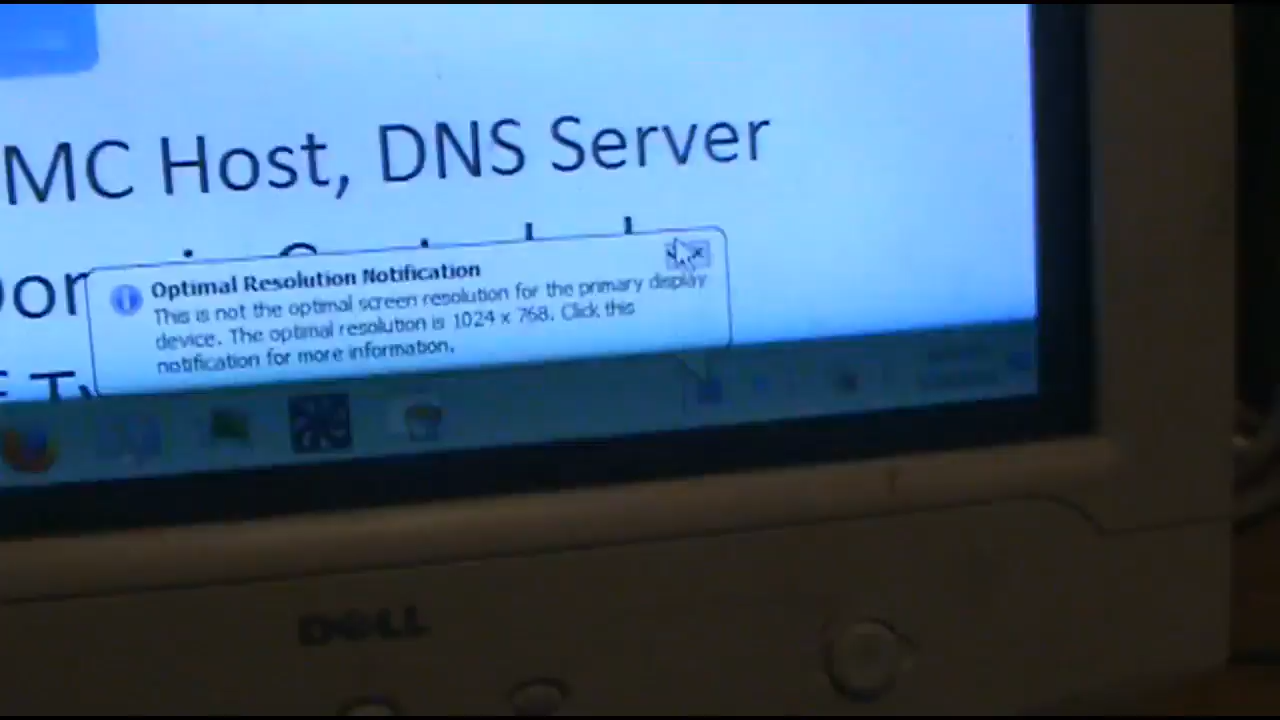 MC Host, DNS Server
Optimal Resolution Notification
This is not the optimal screen resolution for the primary display
device. The optimal resolution is 1024 x 768. Click this
notification for more information.
DELL